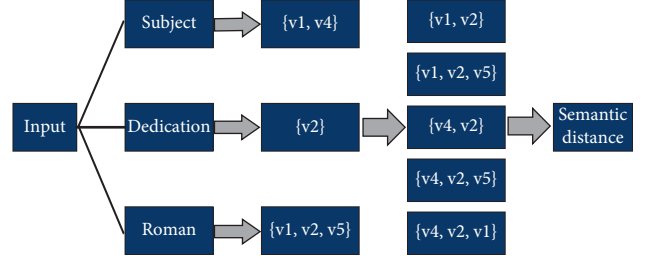 Input
Subject
Dedication
Roman
{v1, v4}
{v2}
{v1, v2, v5}
{v1, v2}
{v1, v2, v5}
{v4, v2}
{v4, v2, v5}
{v4, v2, v1}
Semantic
distance